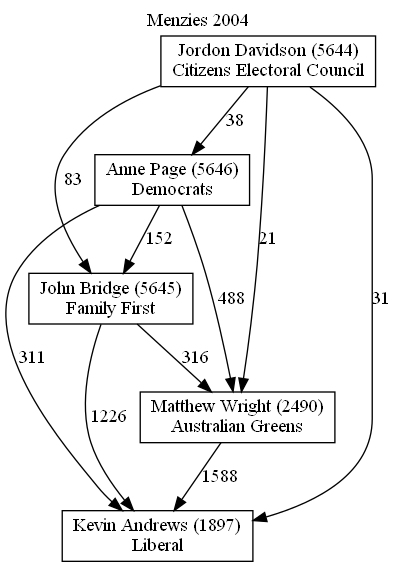 Menzies 2004
Jordon Davidson (5644)
Citizens Electoral Council
38
Anne Page (5646)
Democrats
83
152
21
John Bridge (5645)
Family First
488
31
311
316
1226
Matthew Wright (2490)
Australian Greens
1588
Kevin Andrews (1897)
Liberal